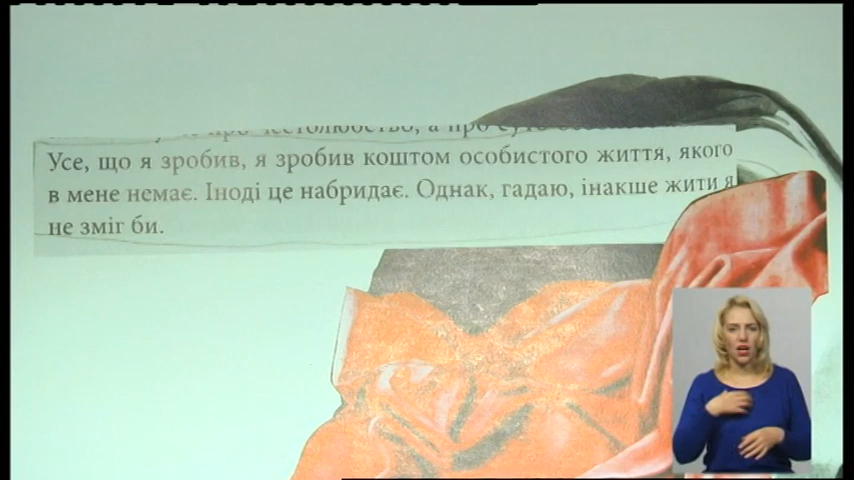 Усе, що я зробив, я зробив коштом особистого життя, якого
в мене немає. Іноді це набридає. Однак, гадаю, інакше жити я
не зміг би.